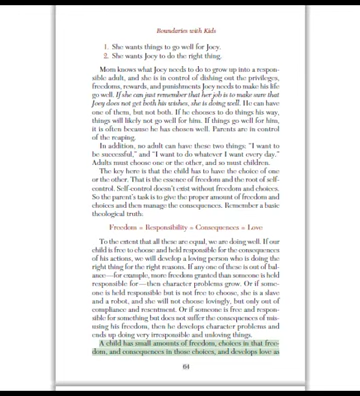 Boundaries with Kids
1. She wants things to go well for Joey.
2. She wants Joey to do the right thing.
Mom knows what Joey needs to do to grow up into a respon-
sible adult, and she is in control of dishing out the privileges,
freedoms, rewards, and punishments Joey needs to make his life
go well. If she can just remember that her job is to make sure that
Joey does not get both his wishes, she is doing well. He can have
one of them, but not both. If he chooses to do things his way,
things will likely not go well for him. If things go well for him,
it is often because he has chosen well. Parents are in control
of the reaping.
In addition, no adult can have these two things: "I want to
be successful," and "I want to do whatever I want every day."
Adults must choose one or the other, and so must children.
The key here is that the child has to have the choice of one
or the other. That is the essence of freedom and the root of self-
control. Self-control doesn't exist without freedom and choices.
So the parent's task is to give the proper amount of freedom and
choices and then manage the consequences. Remember a basic
theological truth:
Freedom = Responsibility = Consequences = Love
To the extent that all these are equal, we are doing well. If our
child is free to choose and held responsible for the consequences
of his actions, we will develop a loving person who is doing the
right thing for the right reasons. If any one of these is out of bal-
ance—for example, more freedom granted than someone is held
responsible for—then character problems grow. Or if some-
one is held responsible but is not free to choose, she is a slave
and a robot, and she will not choose lovingly, but only out of
compliance and resentment. Or if someone is free and respon-
sible for something but does not suffer the consequences of mis-
using his freedom, then he develops character problems and
ends up doing very irresponsible and unloving things.
A child has small amounts of freedom, choices in that free-
dom, and consequences in those choices, and develops love as
64